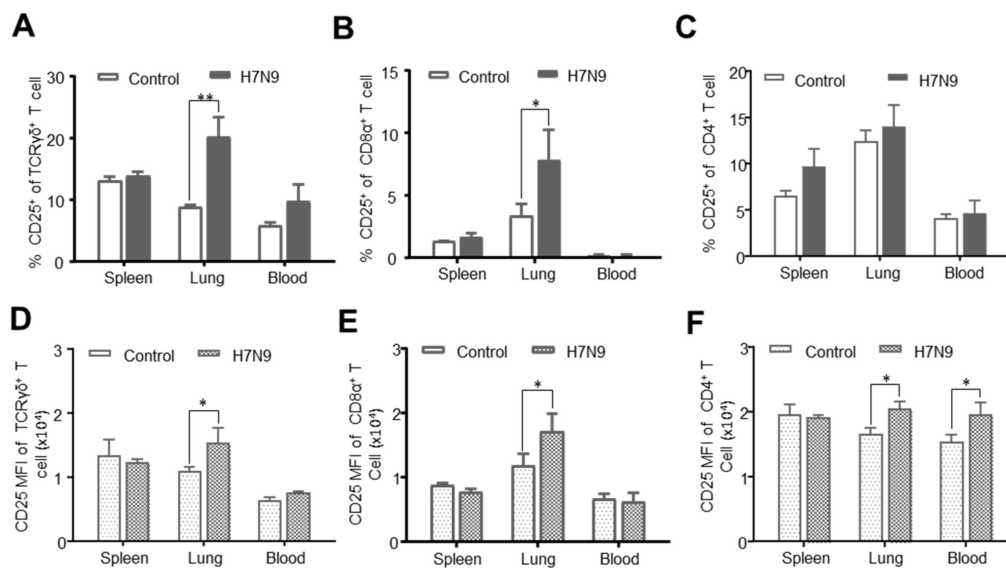 A
Control H7N9
**
% CD25⁺ of TCRγδ⁺ T cell
30
20
10
0
Spleen Lung Blood
B
Control H7N9
*
% CD25⁺ of CD8α⁺ T cell
15
10
5
0
Spleen Lung Blood
C
Control H7N9
% CD25⁺ of CD4⁺ T cell
20
15
10
5
0
Spleen Lung Blood
D
Control H7N9
*
CD25 MFI of TCRγδ⁺ T
cell (x10⁴)
3
2
1
0
Spleen Lung Blood
E
Control H7N9
*
CD25 MFI of CD8α⁺ T
Cell (x10⁴)
3
2
1
0
Spleen Lung Blood
F
Control H7N9
* *
CD25 MFI of CD4⁺ T
Cell (x10⁴)
3
2
1
0
Spleen Lung Blood